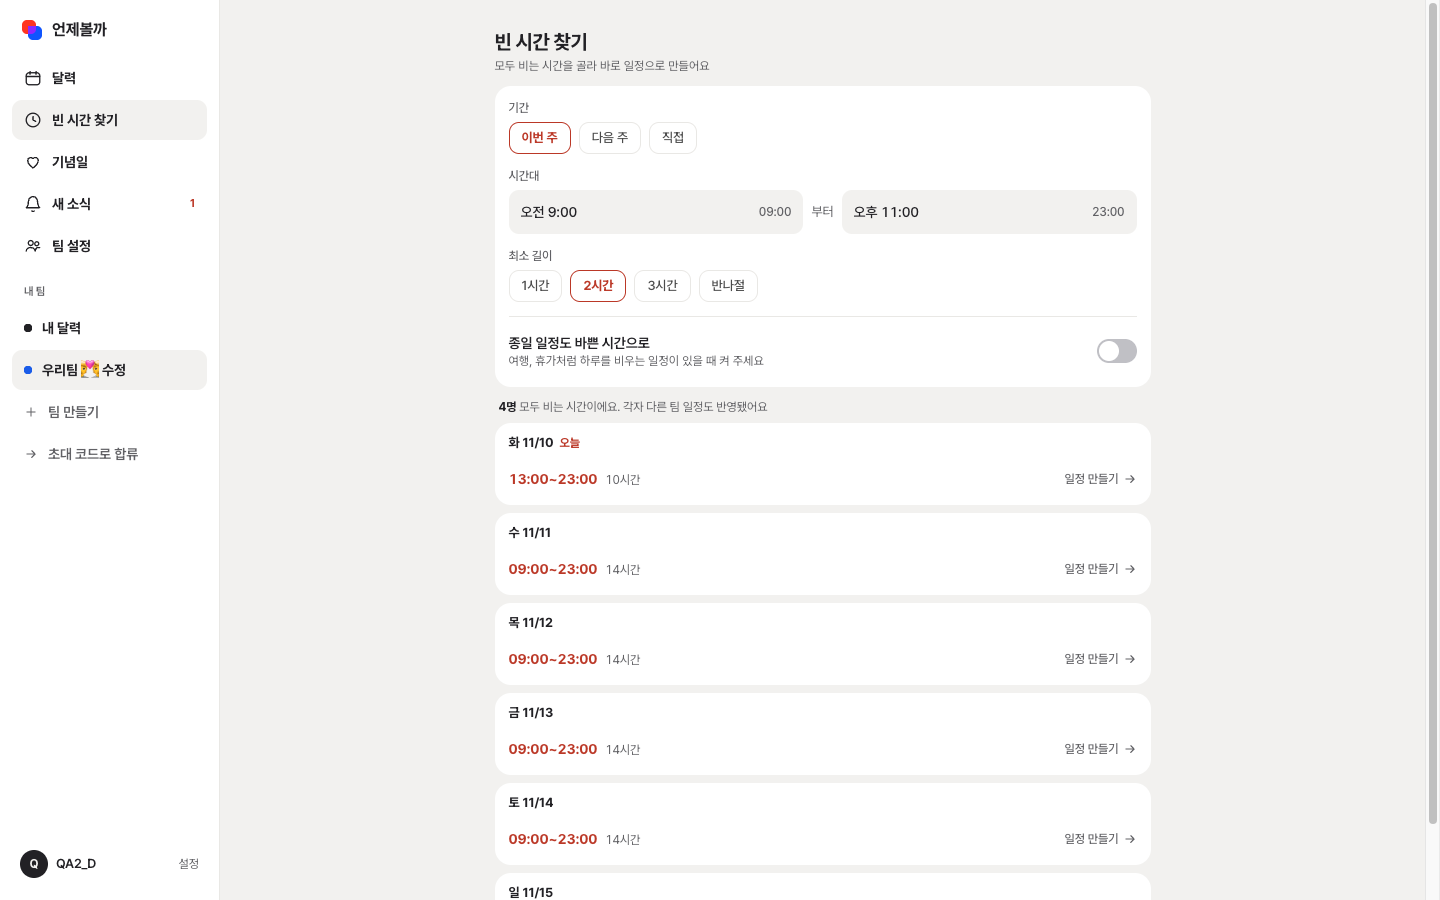 언제볼까
달력
빈 시간 찾기
기념일
새 소식 1
팀 설정
내 팀
내 달력
우리팀 💏 수정
팀 만들기
초대 코드로 합류
Q QA2_D 설정
빈 시간 찾기
모두 비는 시간을 골라 바로 일정으로 만들어요
기간
이번 주 다음 주 직접
시간대
오전 9:00 09:00 부터 오후 11:00 23:00
최소 길이
1시간 2시간 3시간 반나절
종일 일정도 바쁜 시간으로
여행, 휴가처럼 하루를 비우는 일정이 있을 때 켜 주세요
4명 모두 비는 시간이에요. 각자 다른 팀 일정도 반영됐어요
화 11/10 오늘
13:00~23:00 10시간 일정 만들기 →
수 11/11
09:00~23:00 14시간 일정 만들기 →
목 11/12
09:00~23:00 14시간 일정 만들기 →
금 11/13
09:00~23:00 14시간 일정 만들기 →
토 11/14
09:00~23:00 14시간 일정 만들기 →
일 11/15